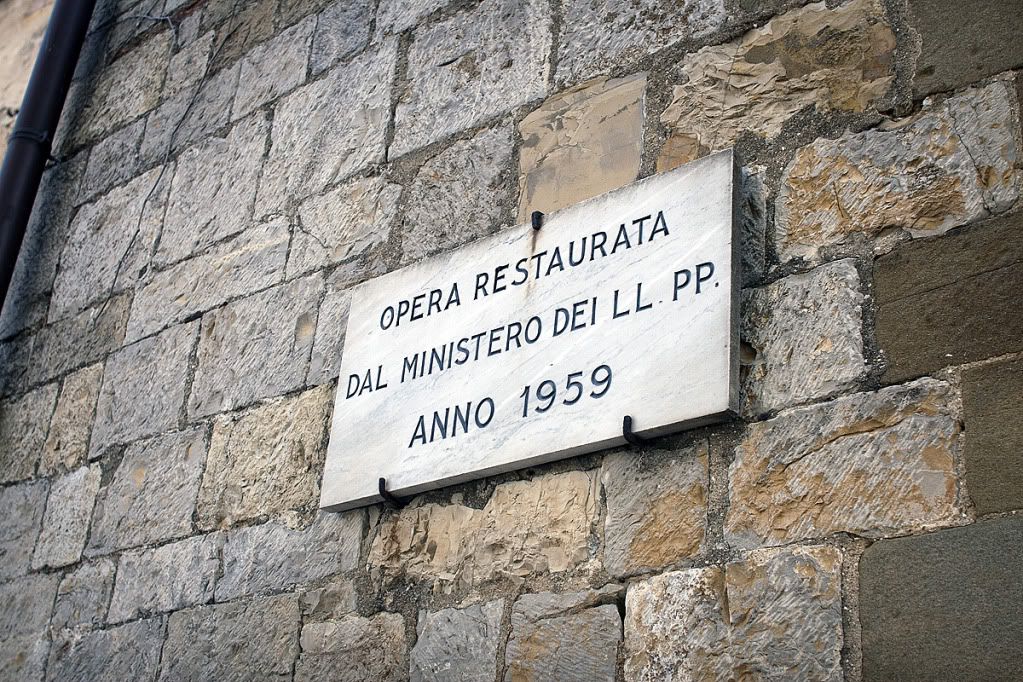 OPERA RESTAURATA
DAL MINISTERO DEI LL. PP.
ANNO 1959